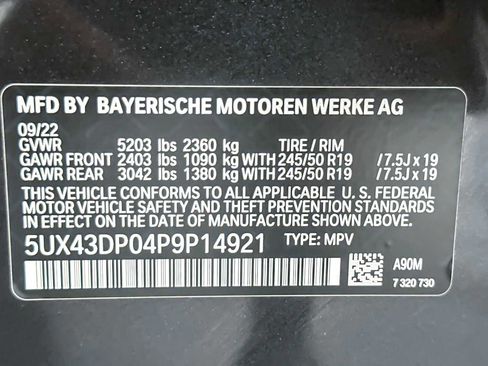 MFD BY BAYERISCHE MOTOREN WERKE AG
09/22
GVWR 5203 lbs 2360 kg TIRE / RIM
GAWR FRONT 2403 lbs 1090 kg WITH 245/50 R19 / 7.5J x 19
GAWR REAR 3042 lbs 1380 kg WITH 245/50 R19 / 7.5J x 19
THIS VEHICLE CONFORMS TO ALL APPLICABLE U. S. FEDERAL
MOTOR VEHICLE SAFETY AND THEFT PREVENTION STANDARDS
IN EFFECT ON THE DATE OF MANUFACTURE SHOWN ABOVE.
5UX43DP04P9P14921 TYPE: MPV
A90M
7 320 730